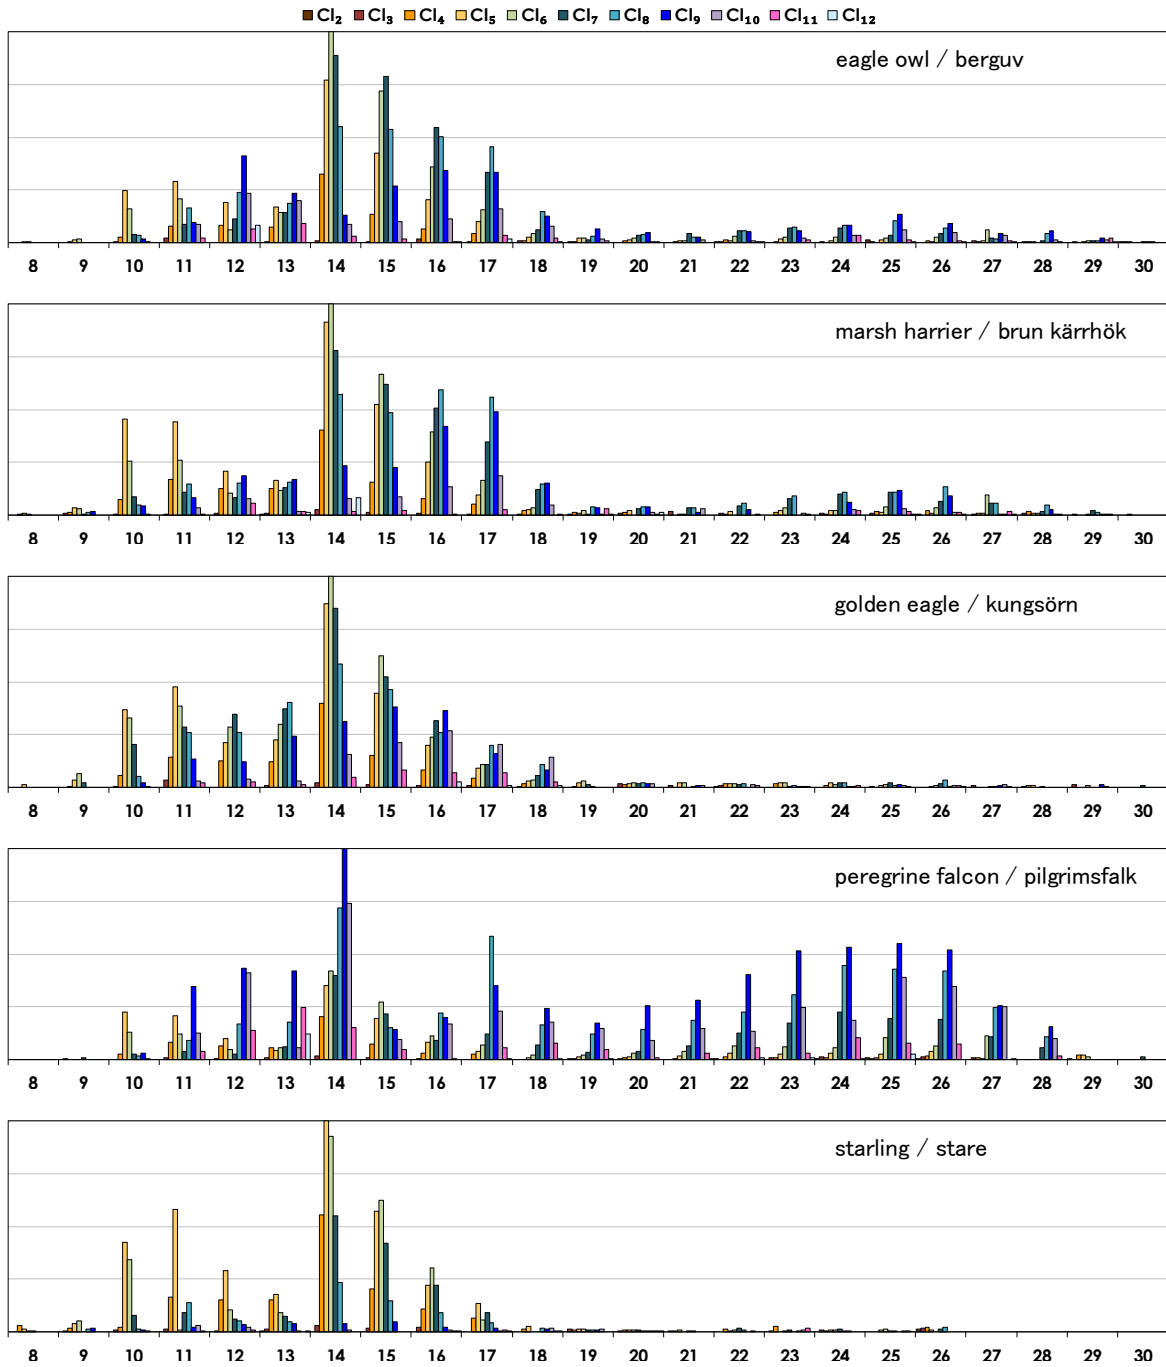 Cl₂ Cl₃ Cl₄ Cl₅ Cl₆ Cl₇ Cl₈ Cl₉ Cl₁₀ Cl₁₁ Cl₁₂
eagle owl / berguv
8 9 10 11 12 13 14 15 16 17 18 19 20 21 22 23 24 25 26 27 28 29 30
marsh harrier / brun kärrhök
8 9 10 11 12 13 14 15 16 17 18 19 20 21 22 23 24 25 26 27 28 29 30
golden eagle / kungsörn
8 9 10 11 12 13 14 15 16 17 18 19 20 21 22 23 24 25 26 27 28 29 30
peregrine falcon / pilgrimsfalk
8 9 10 11 12 13 14 15 16 17 18 19 20 21 22 23 24 25 26 27 28 29 30
starling / stare
8 9 10 11 12 13 14 15 16 17 18 19 20 21 22 23 24 25 26 27 28 29 30